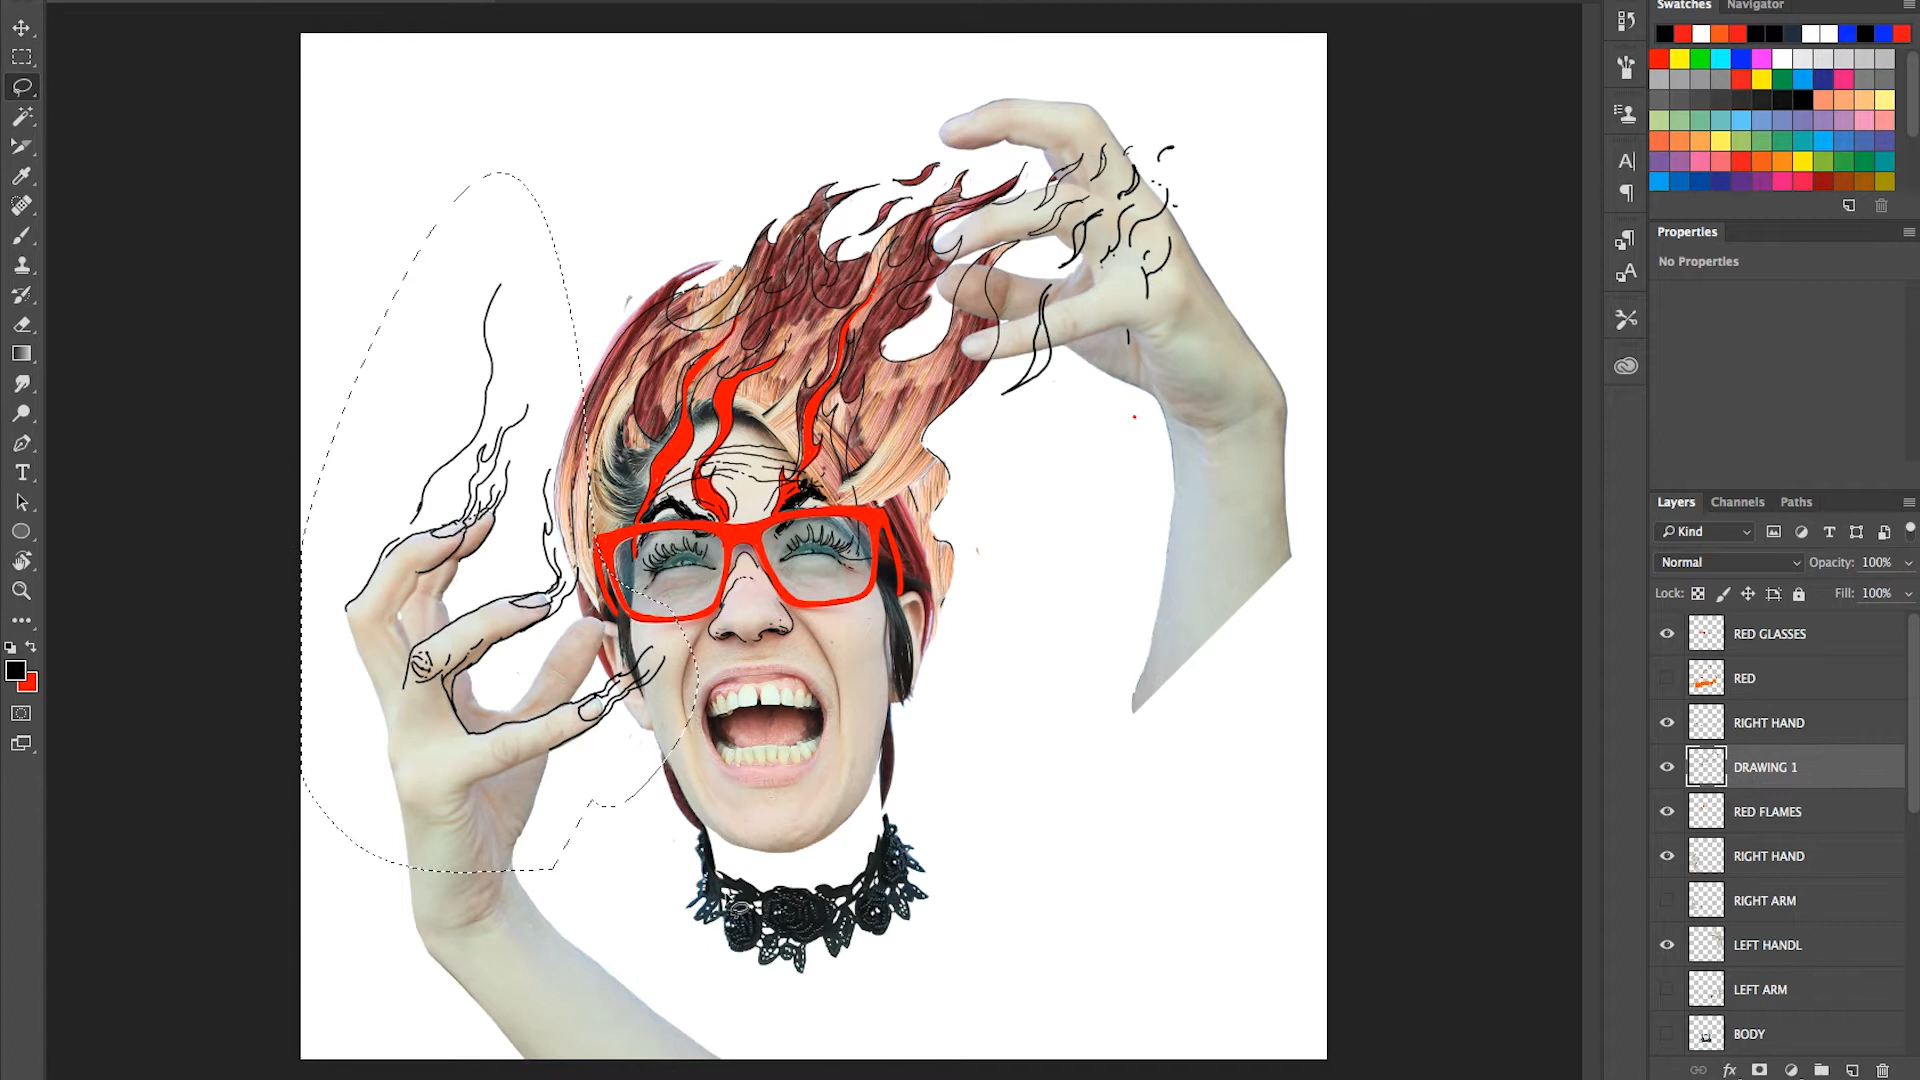 Swatches Navigator
Properties
No Properties
Layers Channels Paths
Kind
Normal Opacity: 100%
Lock: Fill: 100%
RED GLASSES
RED
RIGHT HAND
DRAWING 1
RED FLAMES
RIGHT HAND
RIGHT ARM
LEFT HANDL
LEFT ARM
BODY